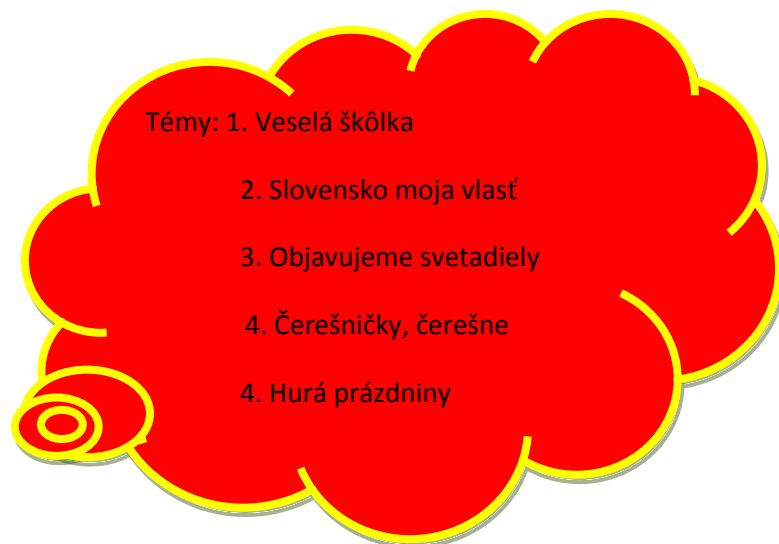 Témy: 1. Veselá škôlka
2. Slovensko moja vlasť
3. Objavujeme svetadiely
4. Čerešničky, čerešne
4. Hurá prázdniny